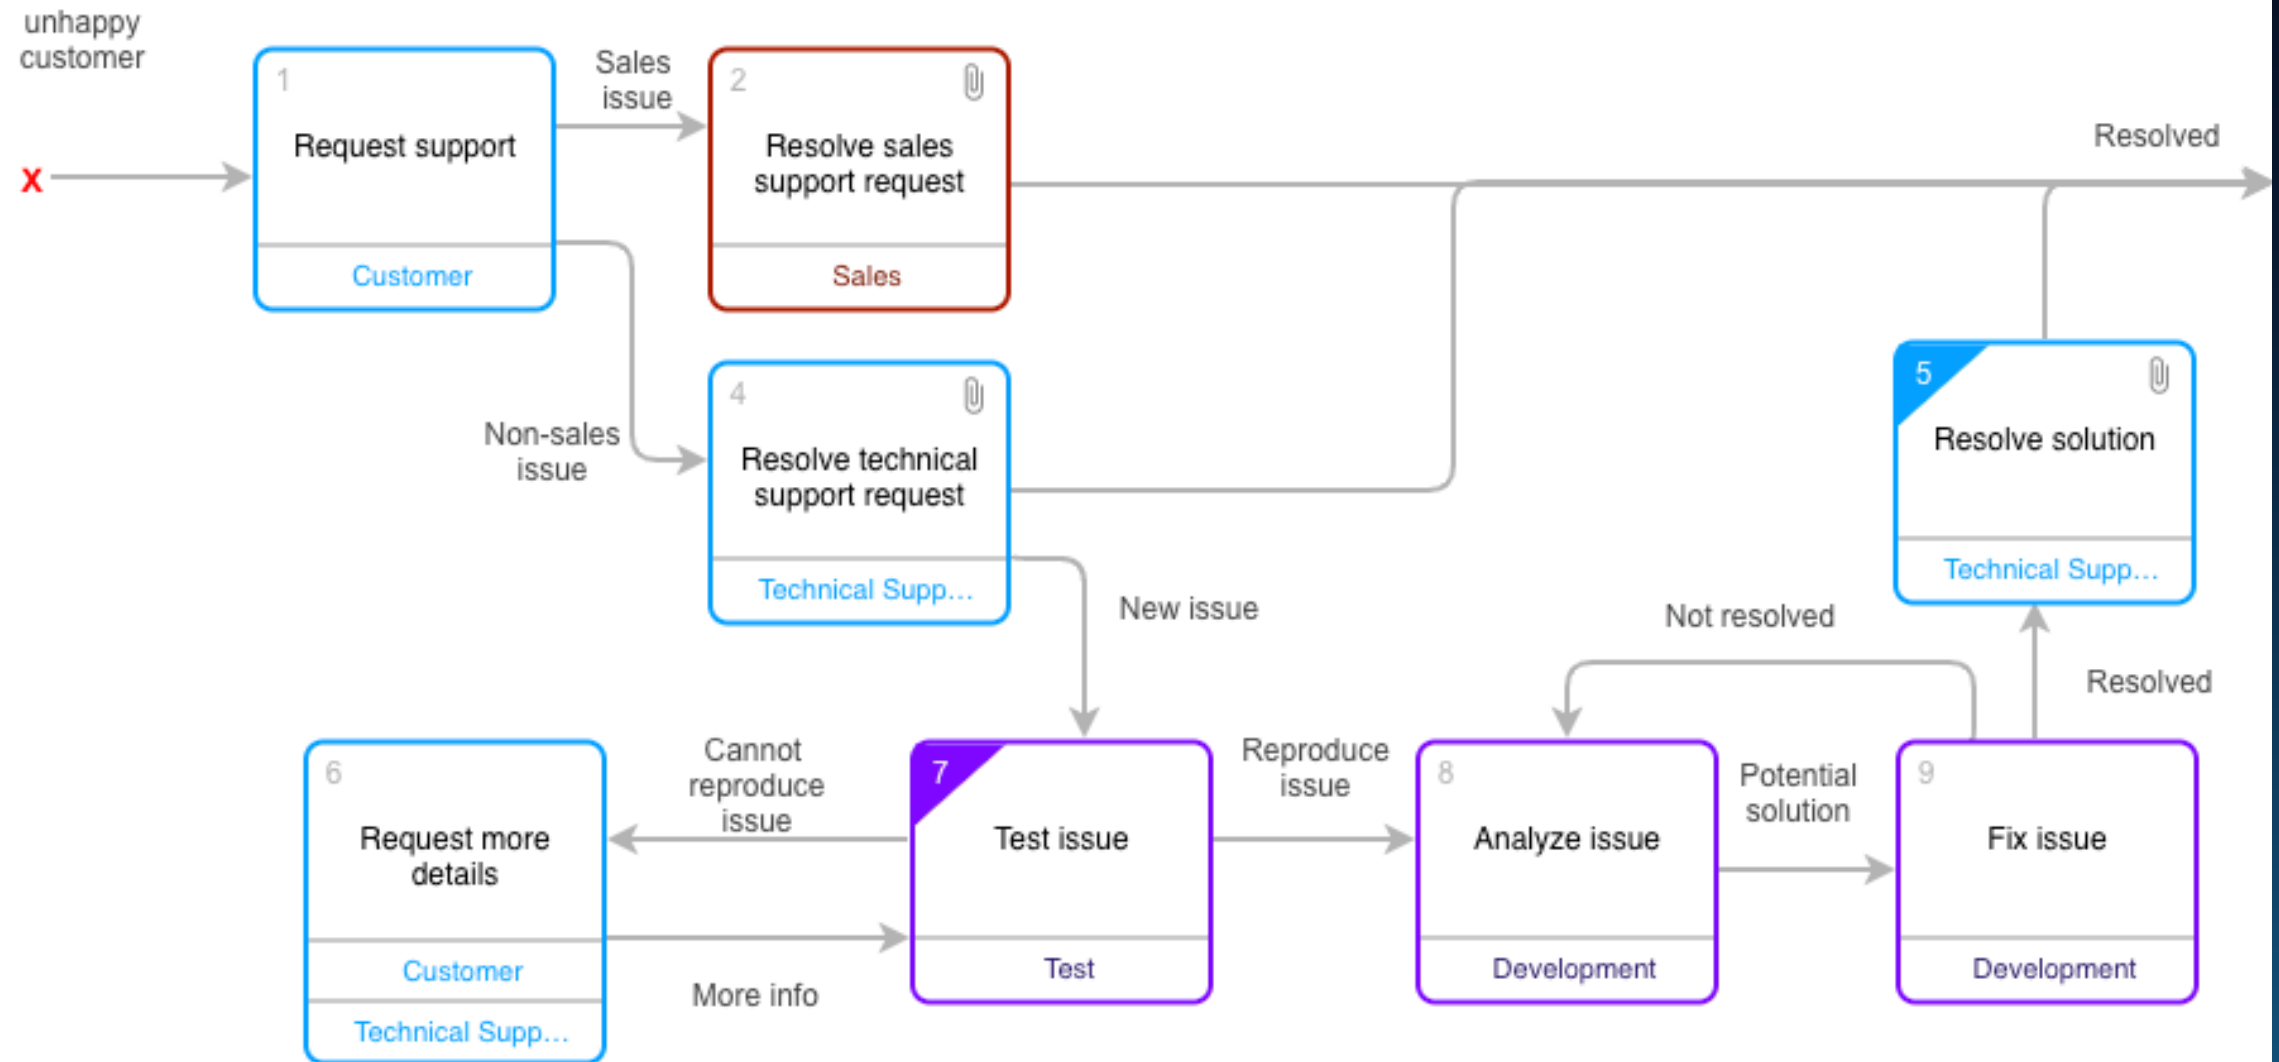 unhappy
customer
X
1
Request support
Customer
Sales
issue
2
Resolve sales
support request
Sales
Resolved
Non-sales
issue
4
Resolve technical
support request
Technical Supp...
5
Resolve solution
Technical Supp...
New issue
Not resolved
Resolved
6
Request more
details
Customer
Technical Supp...
Cannot
reproduce
issue
More info
7
Test issue
Test
Reproduce
issue
8
Analyze issue
Development
Potential
solution
9
Fix issue
Development